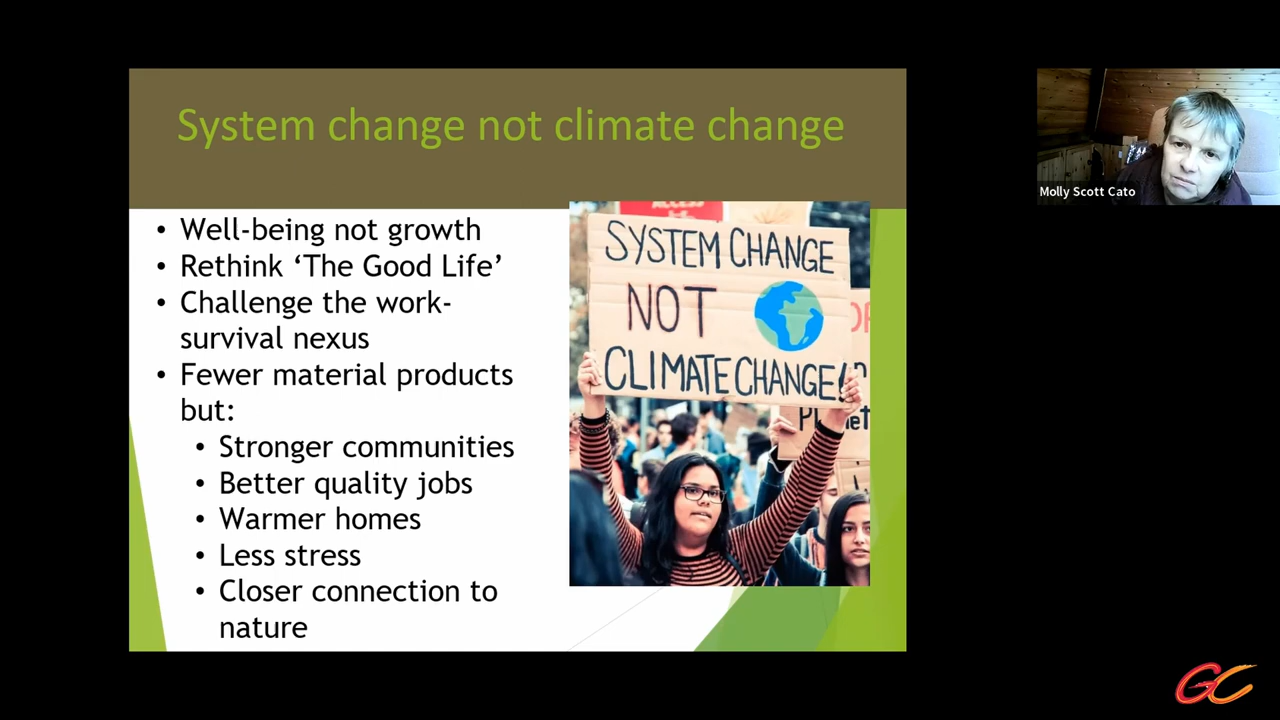 System change not climate change
• Well-being not growth
• Rethink ‘The Good Life’
• Challenge the work-
survival nexus
• Fewer material products
but:
• Stronger communities
• Better quality jobs
• Warmer homes
• Less stress
• Closer connection to
nature
ACCESS
SYSTEM CHANGE
NOT
CLIMATE CHANGE!
Molly Scott Cato
GC